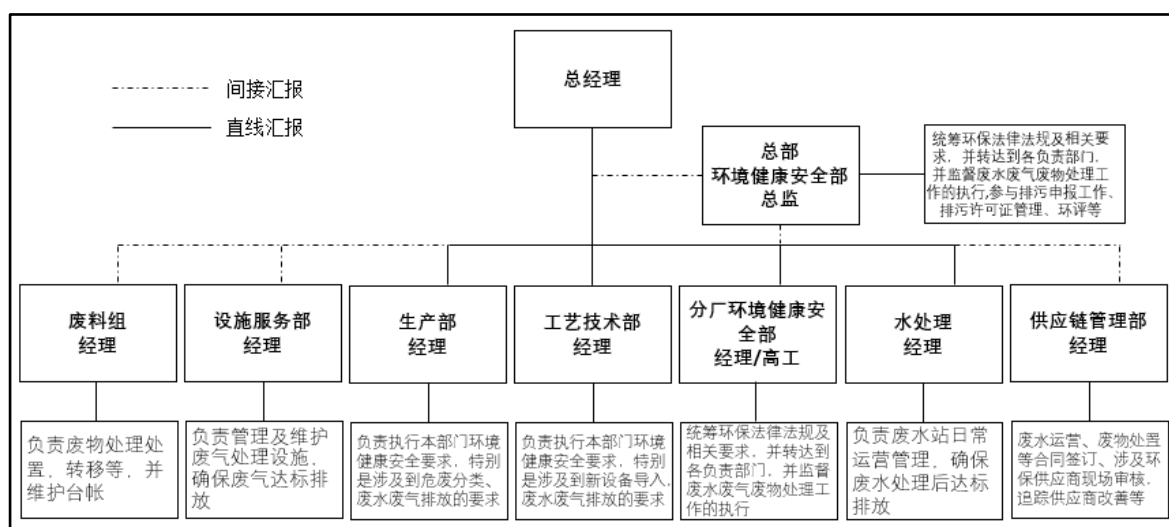 总经理
间接汇报
直线汇报
总部
环境健康安全部
总监
统筹环保法律法规及相关要
求，并转达到各负责部门，
并监督废水废气废物处理工
作的执行,参与排污申报工作、
排污许可证管理、环评等
废料组
经理
设施服务部
经理
生产部
经理
工艺技术部
经理
分厂环境健康安
全部
经理/高工
水处理
经理
供应链管理部
经理
负责废物处理处
置，转移等，并
维护台帐
负责管理及维护
废气处理设施，
确保废气达标排
放
负责执行本部门环境
健康安全要求，特别
是涉及到危废分类、
废水废气排放的要求
负责执行本部门环境
健康安全要求，特别
是涉及到新设备导入,
废水废气排放的要求
统筹环保法律法规及
相关要求，并转达到
各负责部门，并监督
废水废气废物处理工
作的执行
负责废水站日常
运营管理，确保
废水处理后达标
排放
废水运营、废物处置
等合同签订、涉及环
保供应商现场审核，
追踪供应商改善等